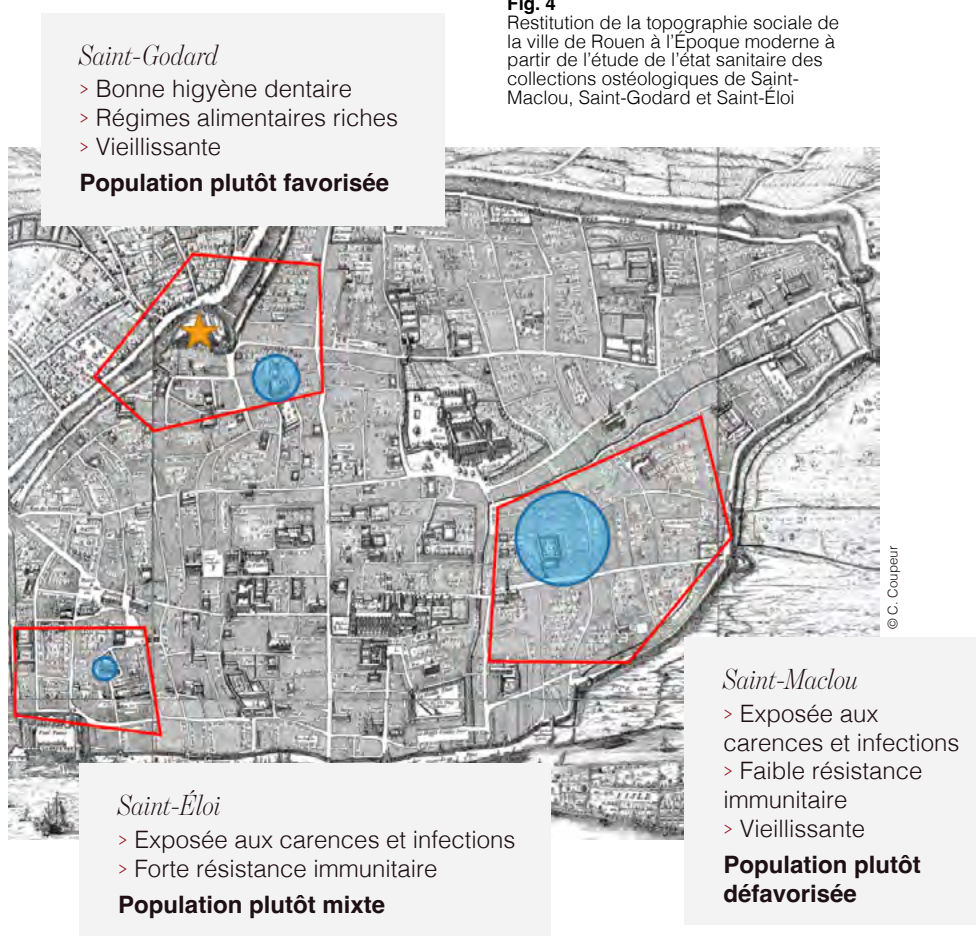 Fig. 4
Restitution de la topographie sociale de
la ville de Rouen à l'Époque moderne à
partir de l'étude de l'état sanitaire des
collections ostéologiques de Saint-
Maclou, Saint-Godard et Saint-Éloi
Saint-Godard
> Bonne higyène dentaire
> Régimes alimentaires riches
> Vieillissante
Population plutôt favorisée
© C. Coupeur
Saint-Maclou
> Exposée aux
carences et infections
> Faible résistance
immunitaire
> Vieillissante
Population plutôt
défavorisée
Saint-Éloi
> Exposée aux carences et infections
> Forte résistance immunitaire
Population plutôt mixte